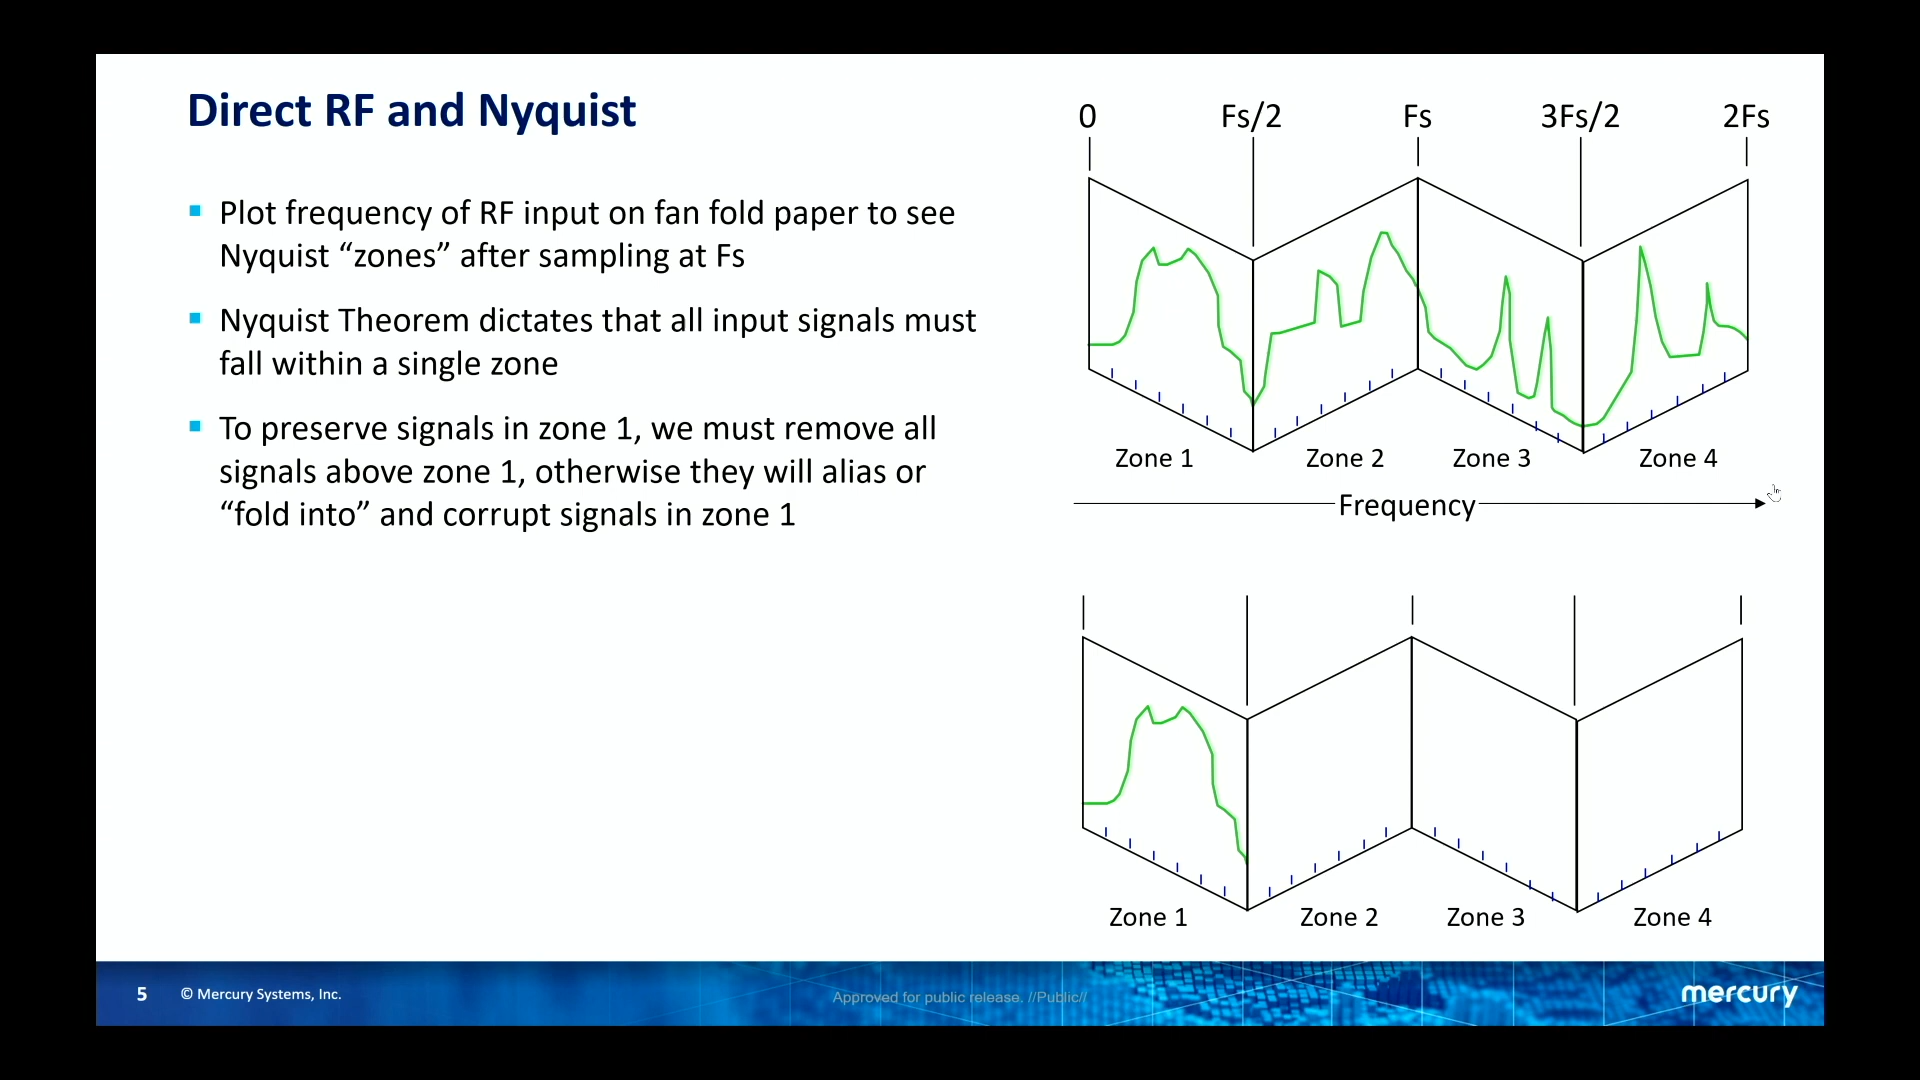 Direct RF and Nyquist
Plot frequency of RF input on fan fold paper to see
Nyquist “zones” after sampling at Fs
Nyquist Theorem dictates that all input signals must
fall within a single zone
To preserve signals in zone 1, we must remove all
signals above zone 1, otherwise they will alias or
“fold into” and corrupt signals in zone 1
0 Fs/2 Fs 3Fs/2 2Fs
Zone 1 Zone 2 Zone 3 Zone 4
Frequency
Zone 1 Zone 2 Zone 3 Zone 4
5 © Mercury Systems, Inc.
Approved for public release. //Public//
mercury